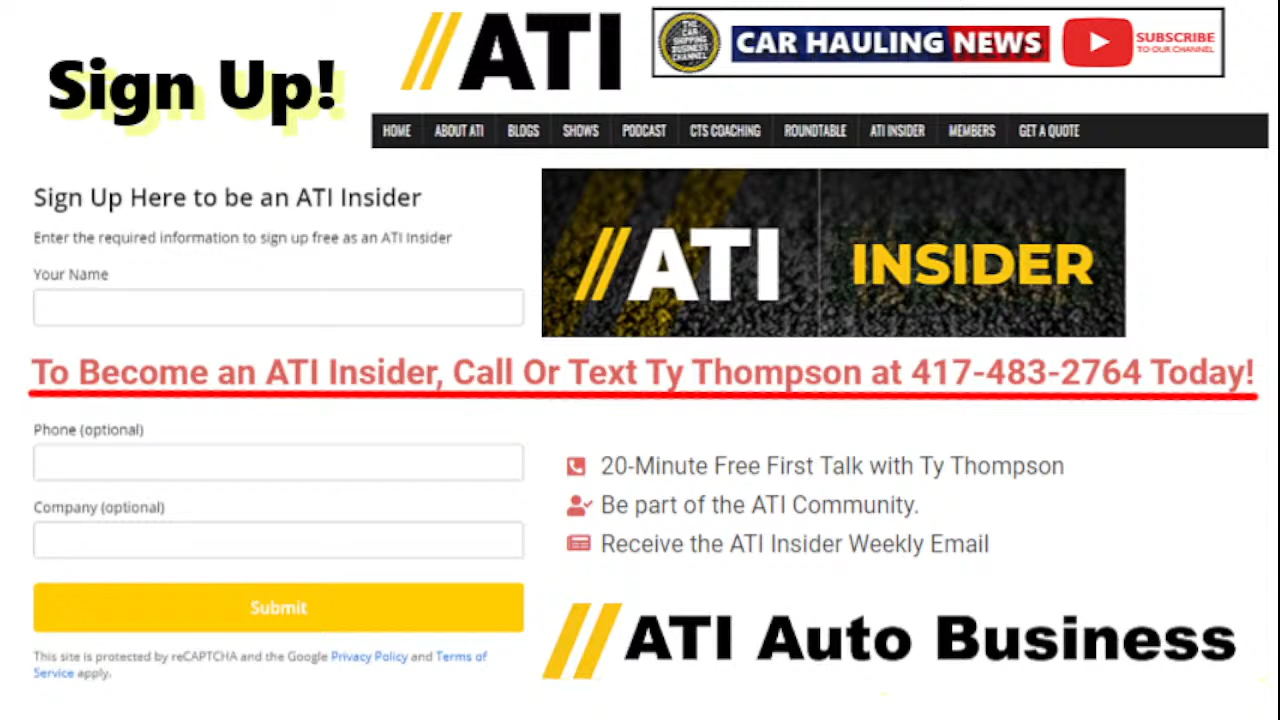 Sign Up!
//ATI
THE
CAR
SHIPPING
BUSINESS
CHANNEL
CAR HAULING NEWS
SUBSCRIBE
TO OUR CHANNEL
HOME ABOUT ATI BLOGS SHOWS PODCAST CTS COACHING ROUNDTABLE ATI INSIDER MEMBERS GET A QUOTE
Sign Up Here to be an ATI Insider
Enter the required information to sign up free as an ATI Insider
Your Name
//ATI INSIDER
To Become an ATI Insider, Call Or Text Ty Thompson at 417-483-2764 Today!
Phone (optional)
Company (optional)
Submit
This site is protected by reCAPTCHA and the Google Privacy Policy and Terms of
Service apply.
20-Minute Free First Talk with Ty Thompson
Be part of the ATI Community.
Receive the ATI Insider Weekly Email
//ATI Auto Business